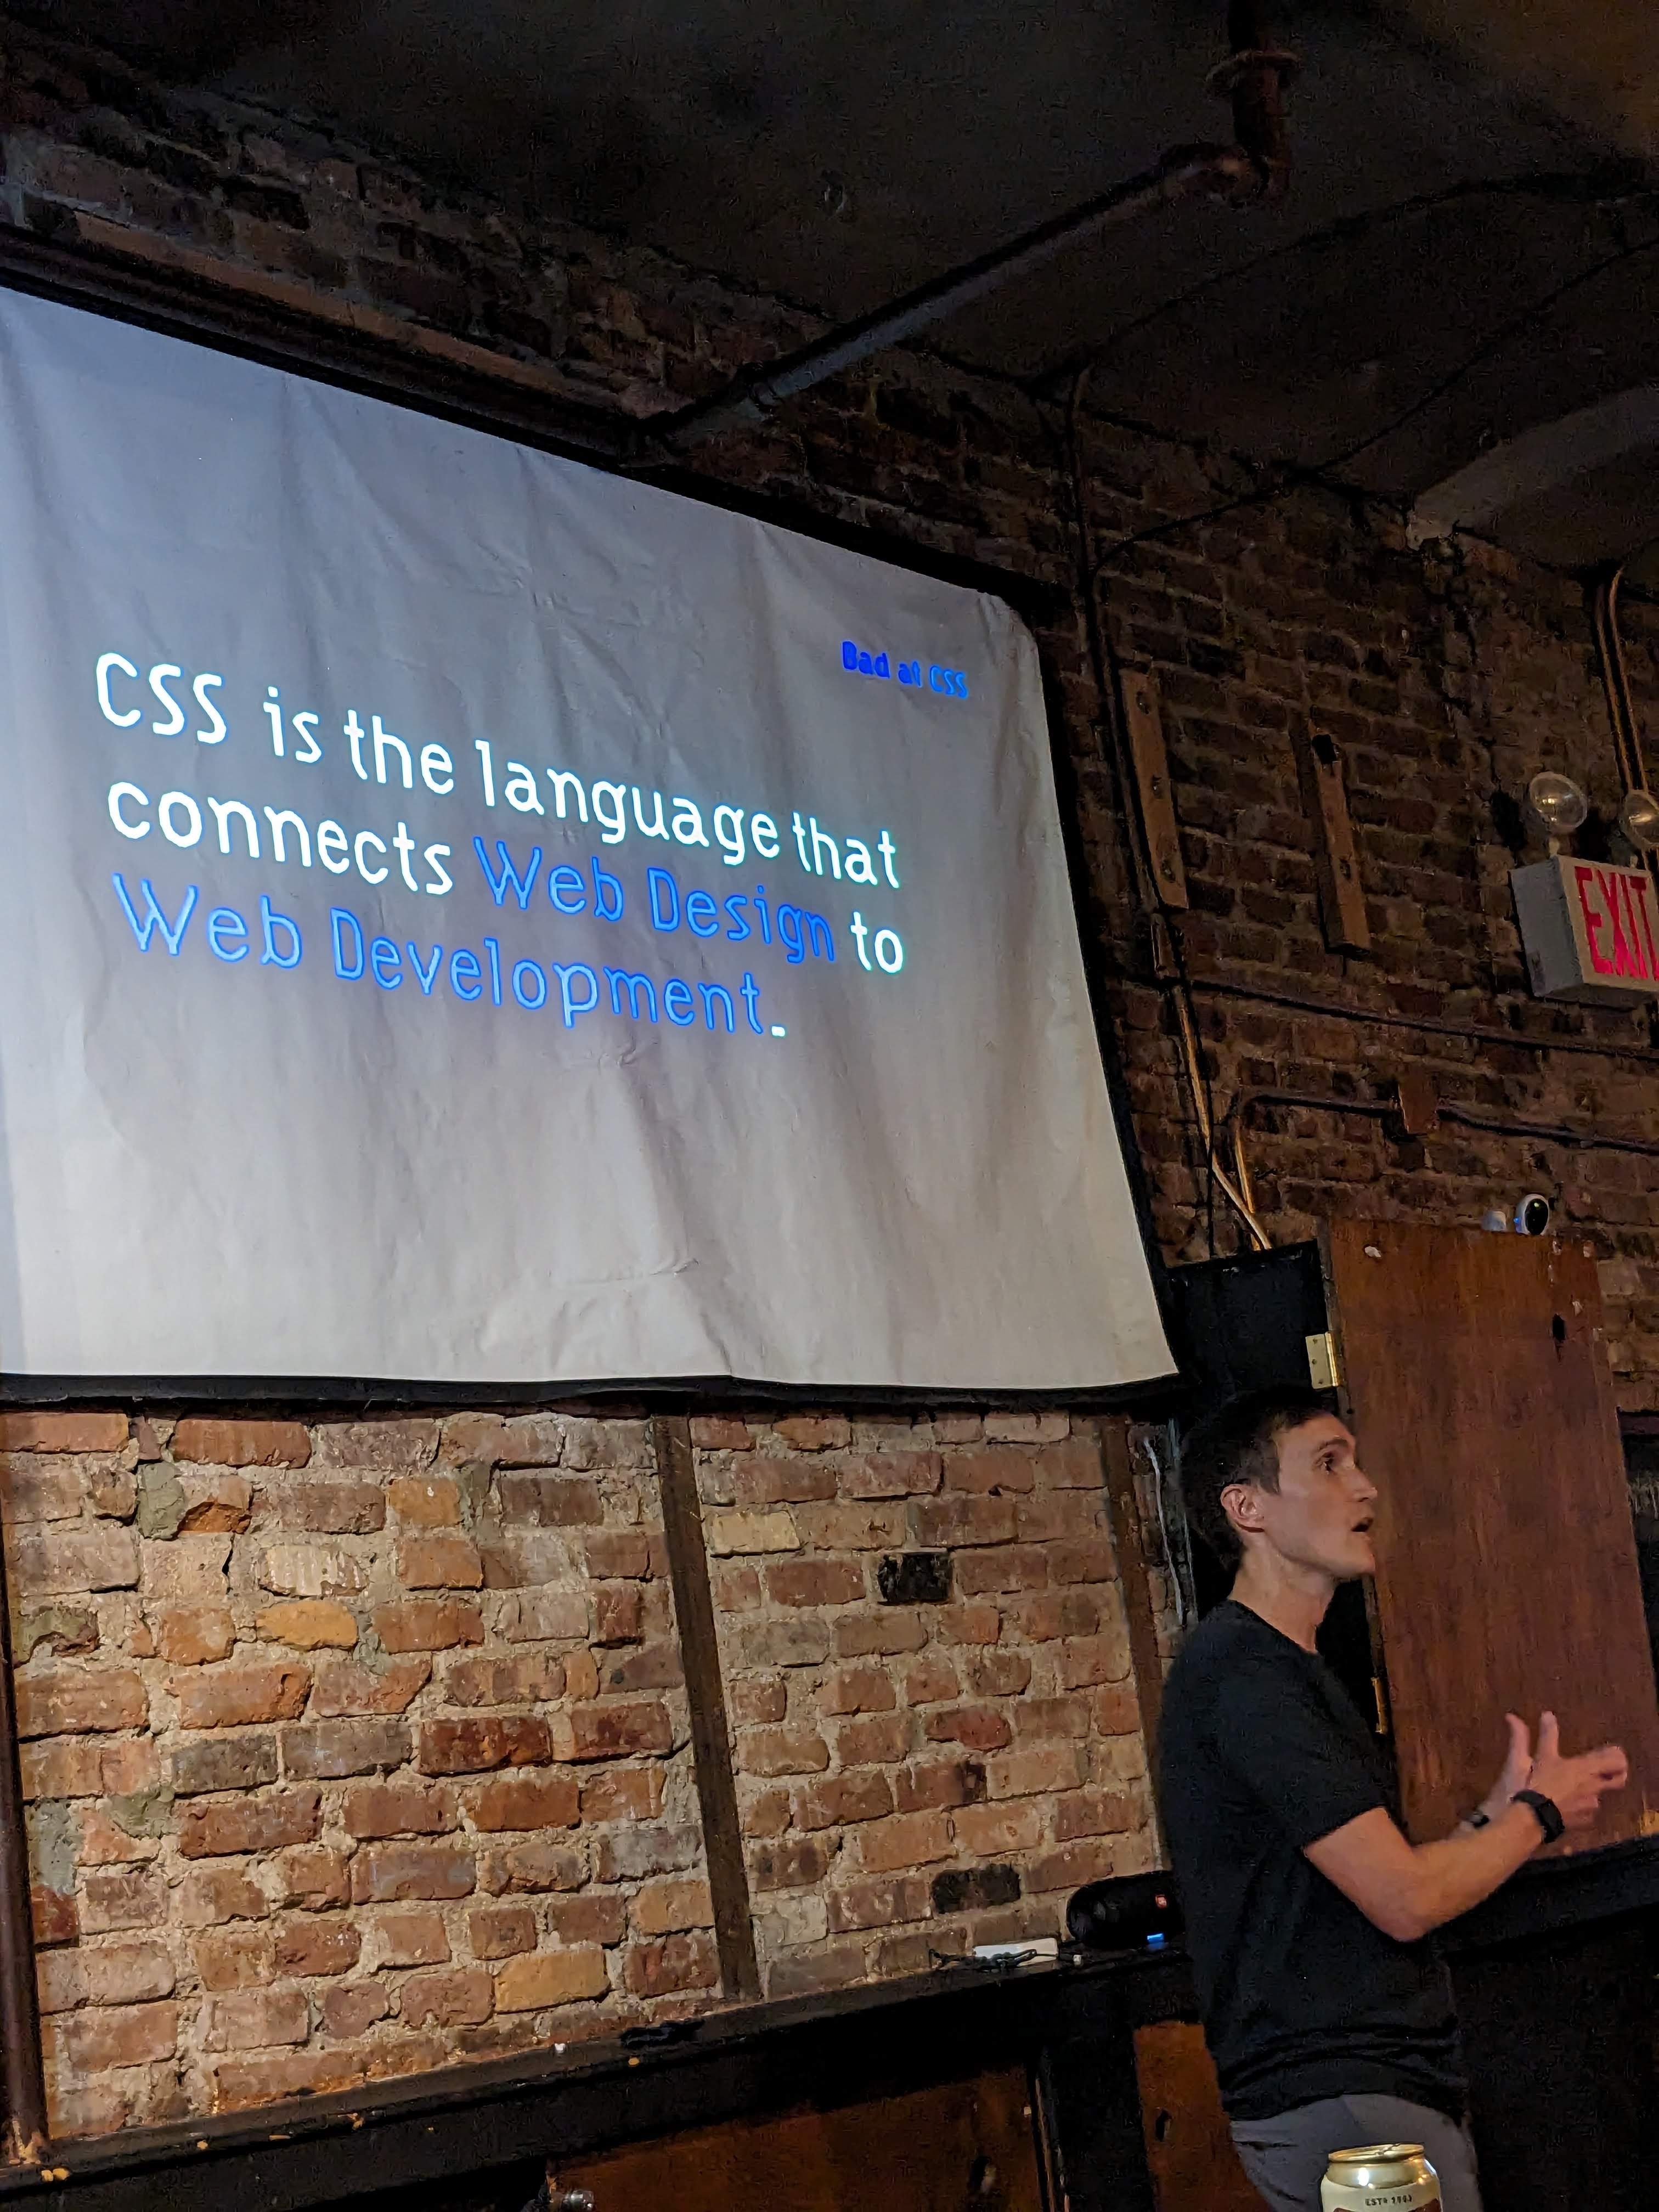 Bad at CSS
CSS is the language that
connects Web Design to
Web Development.
EXIT